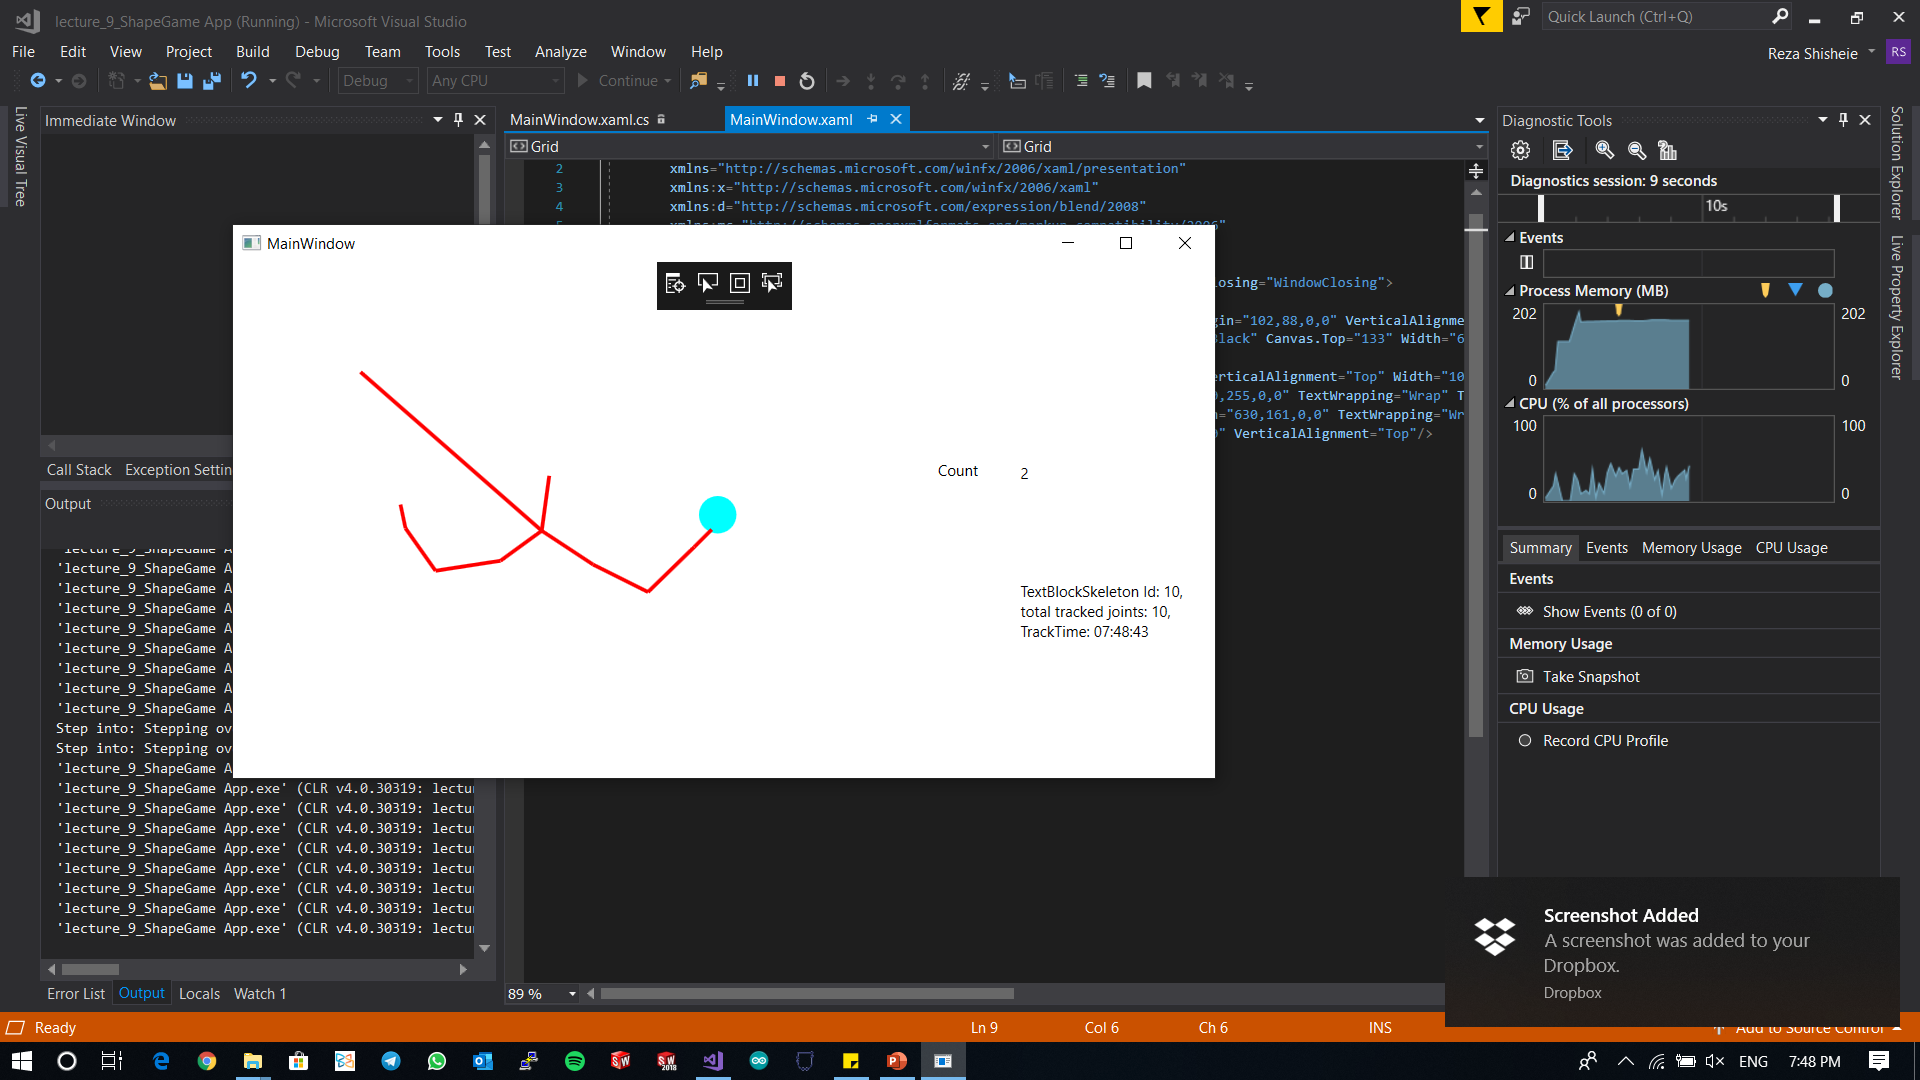 lecture_9_ShapeGame App (Running) - Microsoft Visual Studio
Quick Launch (Ctrl+Q)
File Edit View Project Build Debug Team Tools Test Analyze Window Help
Reza Shisheie RS
Debug Any CPU Continue
Live Visual Tree
Immediate Window
MainWindow.xaml.cs MainWindow.xaml
Grid Grid
2 xmlns="http://schemas.microsoft.com/winfx/2006/xaml/presentation"
3 xmlns:x="http://schemas.microsoft.com/winfx/2006/xaml"
4 xmlns:d="http://schemas.microsoft.com/expression/blend/2008"
losing="WindowClosing">
gin="102,88,0,0" VerticalAlignme
Black" Canvas.Top="133" Width="6
erticalAlignment="Top" Width="10
0,255,0,0" TextWrapping="Wrap" T
="630,161,0,0" TextWrapping="Wr
" VerticalAlignment="Top"/>
MainWindow
Count 2
TextBlockSkeleton Id: 10,
total tracked joints: 10,
TrackTime: 07:48:43
Call Stack Exception Settin
Output
'lecture_9_ShapeGame A
'lecture_9_ShapeGame A
'lecture_9_ShapeGame A
'lecture_9_ShapeGame A
'lecture_9_ShapeGame A
'lecture_9_ShapeGame A
'lecture_9_ShapeGame A
'lecture_9_ShapeGame A
'lecture_9_ShapeGame A
Step into: Stepping ov
Step into: Stepping ov
'lecture_9_ShapeGame A
'lecture_9_ShapeGame App.exe' (CLR v4.0.30319: lectu
'lecture_9_ShapeGame App.exe' (CLR v4.0.30319: lectu
'lecture_9_ShapeGame App.exe' (CLR v4.0.30319: lectu
'lecture_9_ShapeGame App.exe' (CLR v4.0.30319: lectu
'lecture_9_ShapeGame App.exe' (CLR v4.0.30319: lectu
'lecture_9_ShapeGame App.exe' (CLR v4.0.30319: lectu
'lecture_9_ShapeGame App.exe' (CLR v4.0.30319: lectu
'lecture_9_ShapeGame App.exe' (CLR v4.0.30319: lectu
Error List Output Locals Watch 1
89 %
Diagnostic Tools
Diagnostics session: 9 seconds
10s
Events
Process Memory (MB)
202 202
0 0
CPU (% of all processors)
100 100
0 0
Summary Events Memory Usage CPU Usage
Events
Show Events (0 of 0)
Memory Usage
Take Snapshot
CPU Usage
Record CPU Profile
Solution Explorer
Live Property Explorer
Screenshot Added
A screenshot was added to your
Dropbox.
Dropbox
Ready Ln 9 Col 6 Ch 6 INS Add to Source Control
ENG 7:48 PM